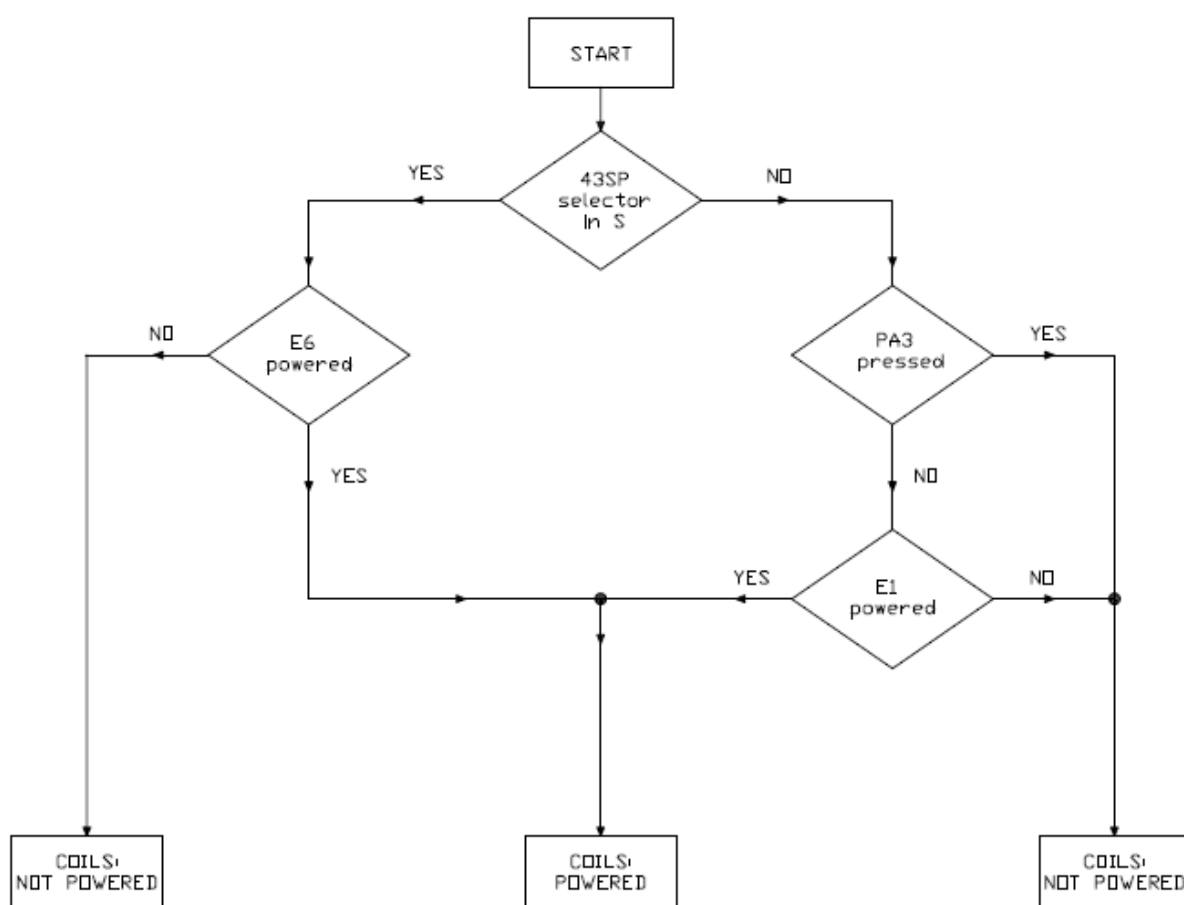 START
YES
43SP
selector
In S
NO
NO
E6
powered
PA3
pressed
YES
YES
NO
YES
E1
powered
NO
COILS:
NOT POWERED
COILS:
POWERED
COILS:
NOT POWERED